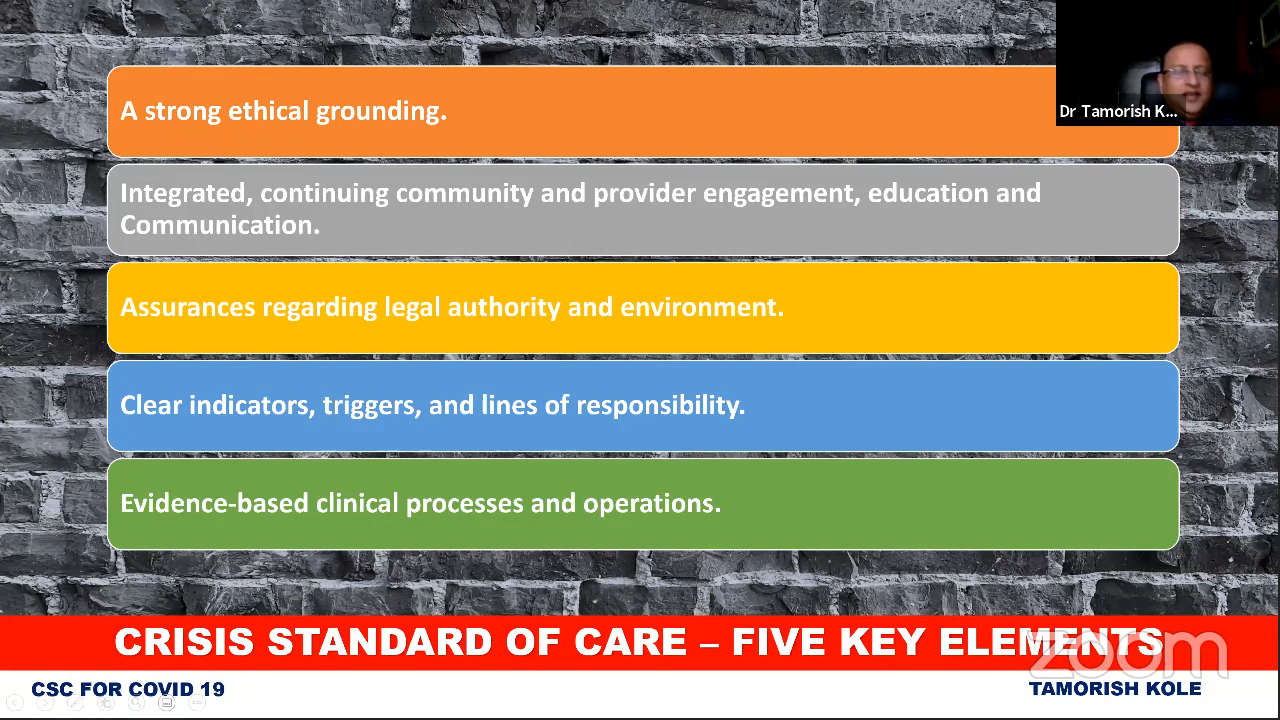 A strong ethical grounding.
Dr Tamorish K...
Integrated, continuing community and provider engagement, education and
Communication.
Assurances regarding legal authority and environment.
Clear indicators, triggers, and lines of responsibility.
Evidence-based clinical processes and operations.
CRISIS STANDARD OF CARE – FIVE KEY ELEMENTS
zoom
CSC FOR COVID 19
TAMORISH KOLE